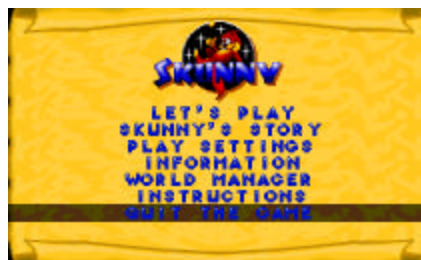 SKUNNY
LET'S PLAY
SKUNNY'S STORY
PLAY SETTINGS
INFORMATION
WORLD MANAGER
INSTRUCTIONS
QUIT THE GAME